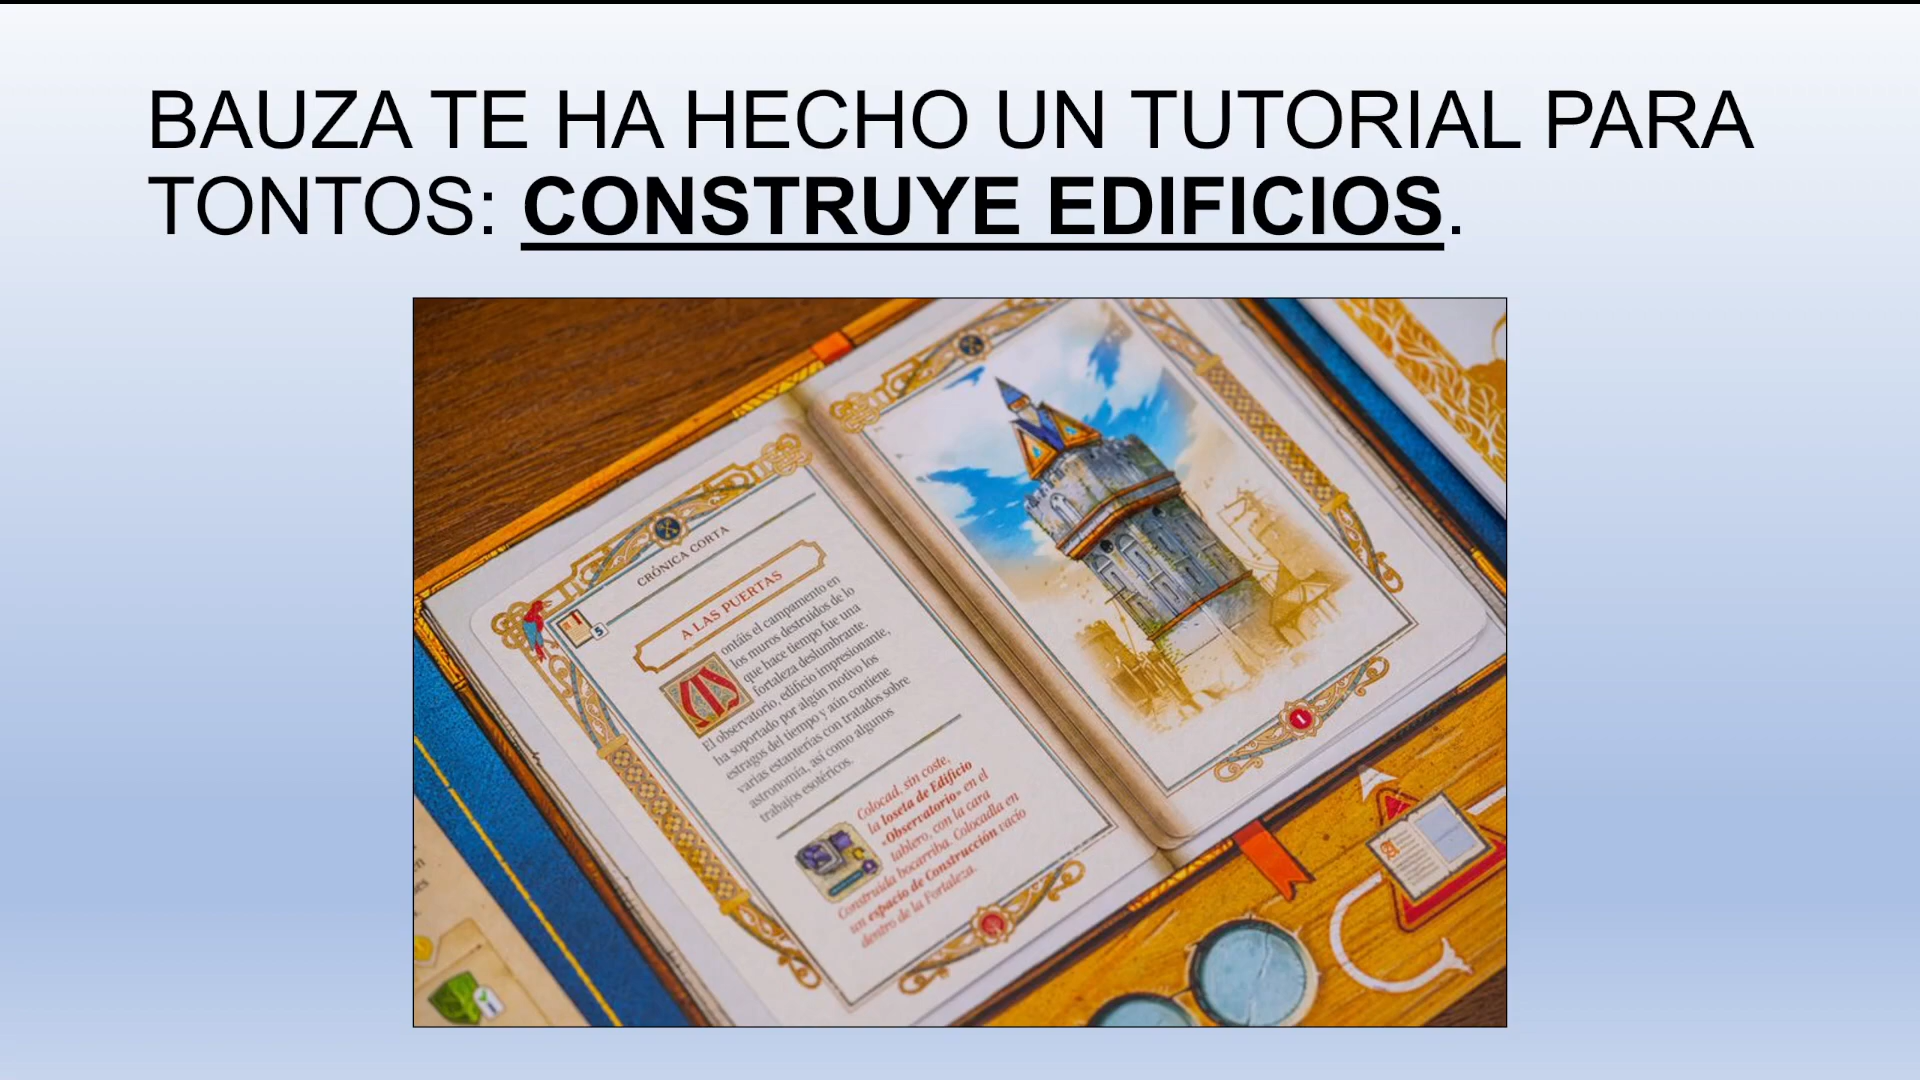 BAUZA TE HA HECHO UN TUTORIAL PARA
TONTOS: CONSTRUYE EDIFICIOS.
CRÓNICA CORTA
5
A LAS PUERTAS
Montáis el campamento en
los muros destruidos de lo
que hace tiempo fue una
fortaleza deslumbrante.
El observatorio, edificio impresionante,
ha soportado por algún motivo los
estragos del tiempo y aún contiene
varias estanterías con tratados sobre
astronomía, así como algunos
trabajos esotéricos.
Colocad, sin coste,
la loseta de Edificio
«Observatorio» en el
tablero, con la cara
Construida bocarriba. Colocadla en
un espacio de Construcción vacío
dentro de la Fortaleza.
1